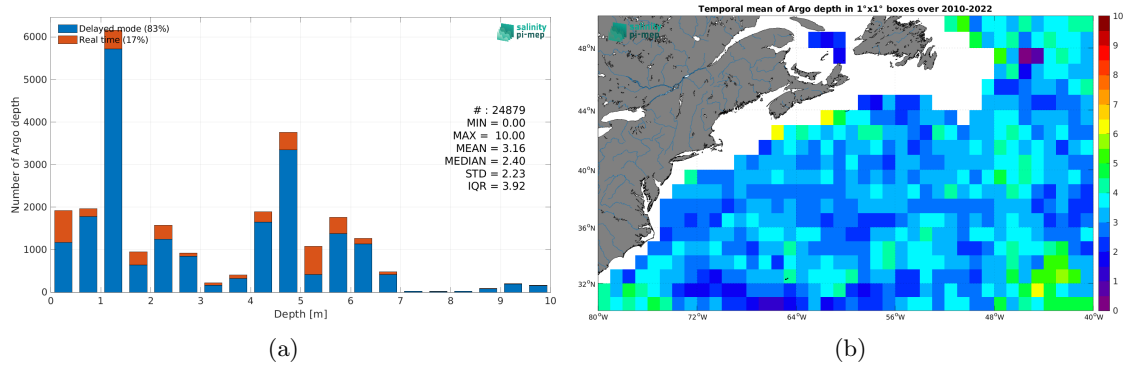 Delayed mode (83%)
Real time (17%)
salinity
pi-mep
Number of Argo depth
6000
5000
4000
3000
2000
1000
0
# : 24879
MIN = 0.00
MAX = 10.00
MEAN = 3.16
MEDIAN = 2.40
STD = 2.23
IQR = 3.92
0 1 2 3 4 5 6 7 8 9 10
Depth [m]
(a)
Temporal mean of Argo depth in 1°x1° boxes over 2010-2022
salinity
pi-mep
48°N
44°N
40°N
36°N
32°N
80°W 72°W 64°W 56°W 48°W 40°W
10
9
8
7
6
5
4
3
2
1
0
(b)